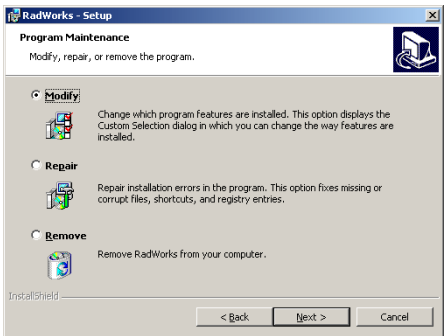 RadWorks - Setup
Program Maintenance
Modify, repair, or remove the program.
Modify
Change which program features are installed. This option displays the
Custom Selection dialog in which you can change the way features are
installed.
Repair
Repair installation errors in the program. This option fixes missing or
corrupt files, shortcuts, and registry entries.
Remove
Remove RadWorks from your computer.
InstallShield
< Back
Next >
Cancel